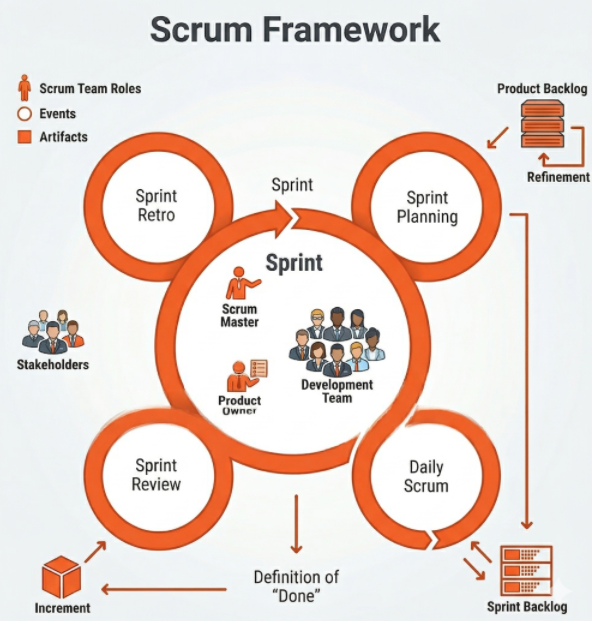 Scrum Framework
Scrum Team Roles
Events
Artifacts
Product Backlog
Refinement
Sprint
Retro
Sprint
Sprint
Planning
Sprint
Scrum
Master
Product
Owner
Development
Team
Stakeholders
Sprint
Review
Daily
Scrum
Definition of
“Done”
Increment
Sprint Backlog